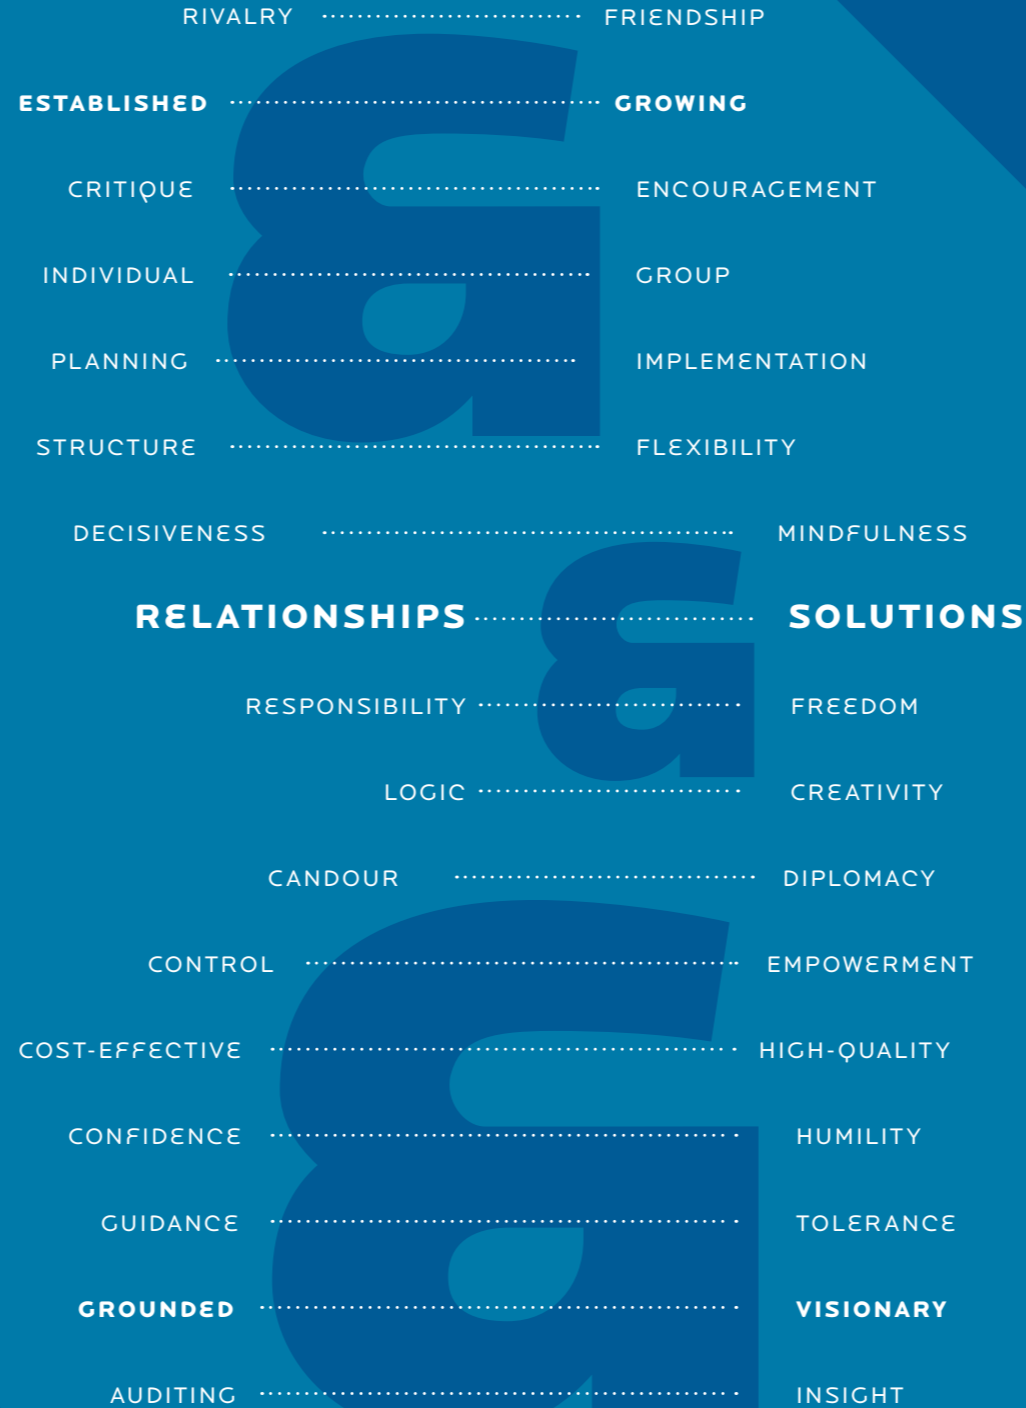 RIVALRY FRIENDSHIP
ESTABLISHED GROWING
CRITIQUE ENCOURAGEMENT
INDIVIDUAL GROUP
PLANNING IMPLEMENTATION
STRUCTURE FLEXIBILITY
DECISIVENESS MINDFULNESS
RELATIONSHIPS SOLUTIONS
RESPONSIBILITY FREEDOM
LOGIC CREATIVITY
CANDOUR DIPLOMACY
CONTROL EMPOWERMENT
COST-EFFECTIVE HIGH-QUALITY
CONFIDENCE HUMILITY
GUIDANCE TOLERANCE
GROUNDED VISIONARY
AUDITING INSIGHT